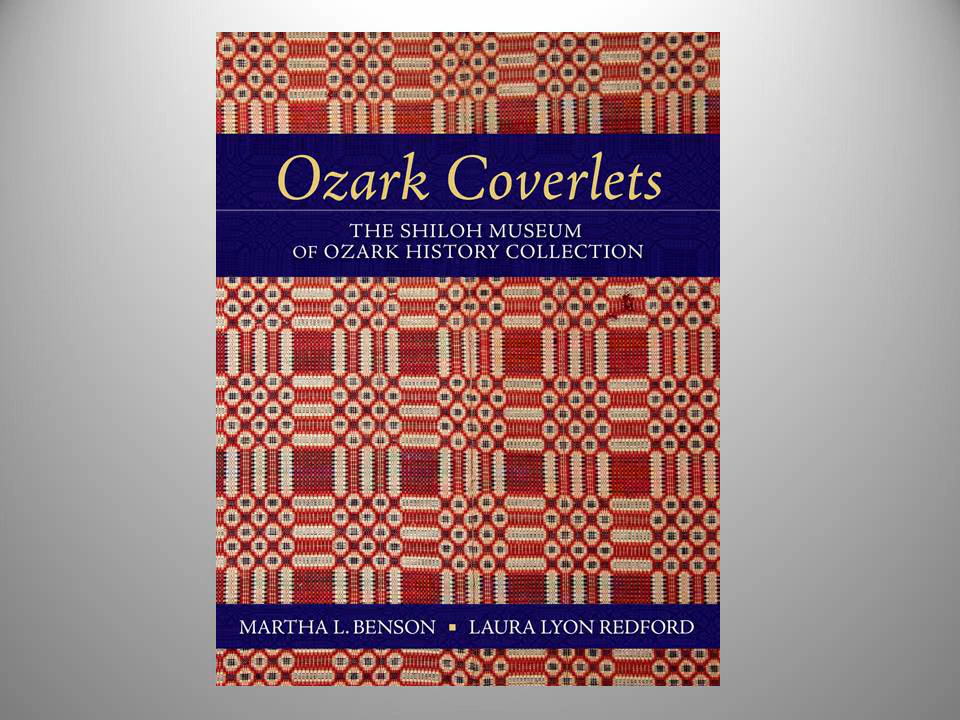 Ozark Coverlets
THE SHILOH MUSEUM
OF OZARK HISTORY COLLECTION
MARTHA L. BENSON ▪ LAURA LYON REDFORD